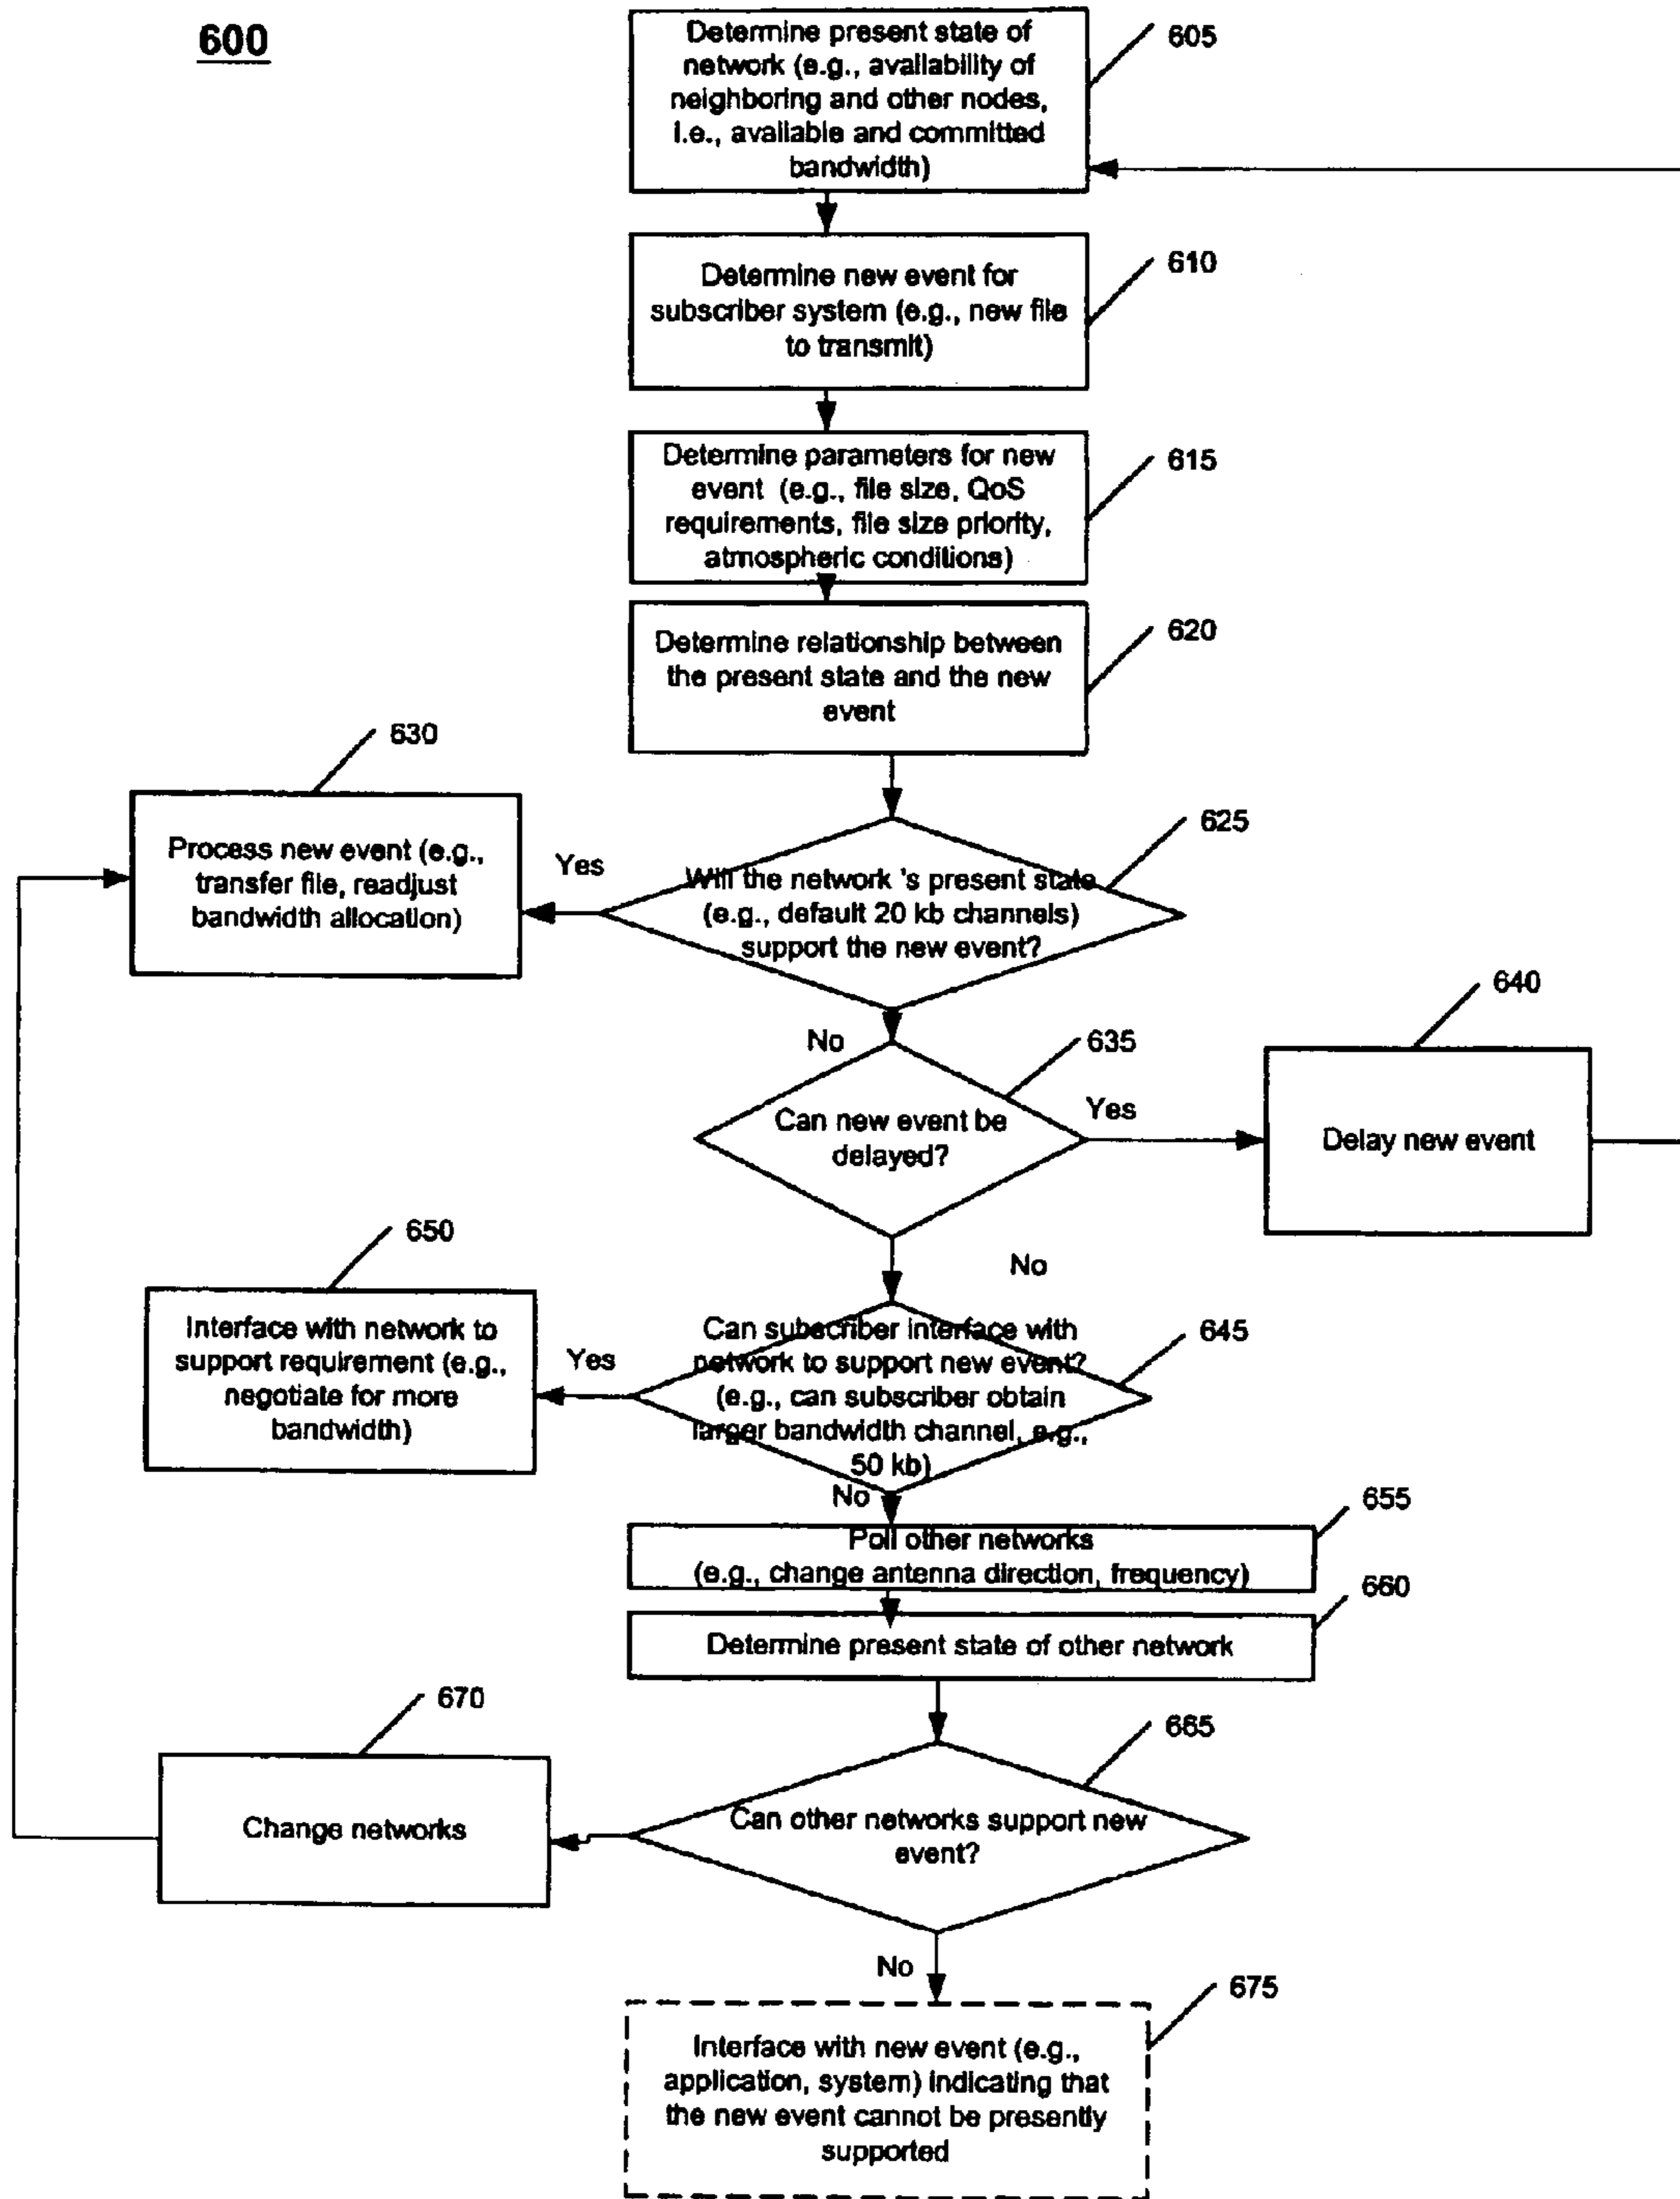 600
Determine present state of
network (e.g., availability of
neighboring and other nodes,
i.e., available and committed
bandwidth)
605
Determine new event for
subscriber system (e.g., new file
to transmit)
610
Determine parameters for new
event (e.g., file size, QoS
requirements, file size priority,
atmospheric conditions)
615
Determine relationship between
the present state and the new
event
620
630
Process new event (e.g.,
transfer file, readjust
bandwidth allocation)
Yes
Will the network 's present state
(e.g., default 20 kb channels)
support the new event?
625
No
635
Can new event be
delayed?
Yes
640
Delay new event
No
650
Interface with network to
support requirement (e.g.,
negotiate for more
bandwidth)
Yes
Can subscriber interface with
network to support new event?
(e.g., can subscriber obtain
larger bandwidth channel, e.g.,
50 kb)
645
No
655
Poll other networks
(e.g., change antenna direction, frequency)
660
Determine present state of other network
670
Change networks
665
Can other networks support new
event?
No
675
Interface with new event (e.g.,
application, system) indicating that
the new event cannot be presently
supported